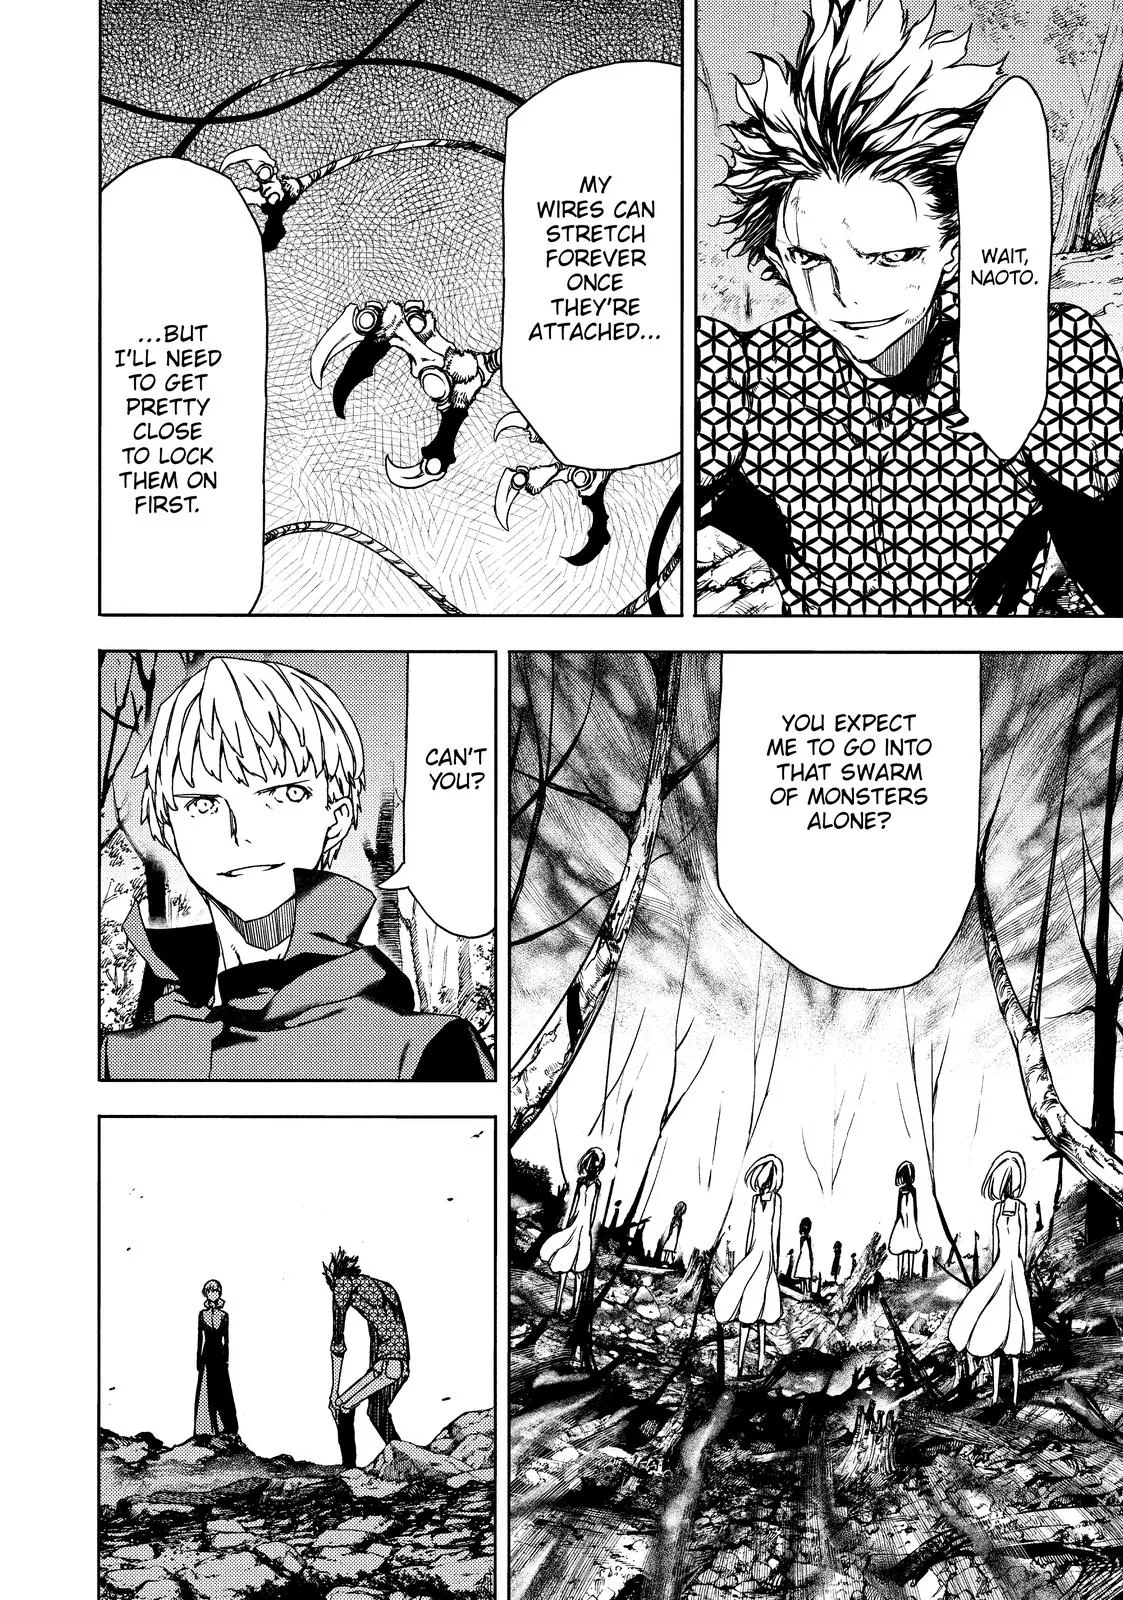 WAIT,
NAOTO.
MY
WIRES CAN
STRETCH
FOREVER
ONCE
THEY'RE
ATTACHED...
...BUT
I'LL NEED
TO GET
PRETTY
CLOSE
TO LOCK
THEM ON
FIRST.
YOU EXPECT
ME TO GO INTO
THAT SWARM
OF MONSTERS
ALONE?
CAN'T
YOU?